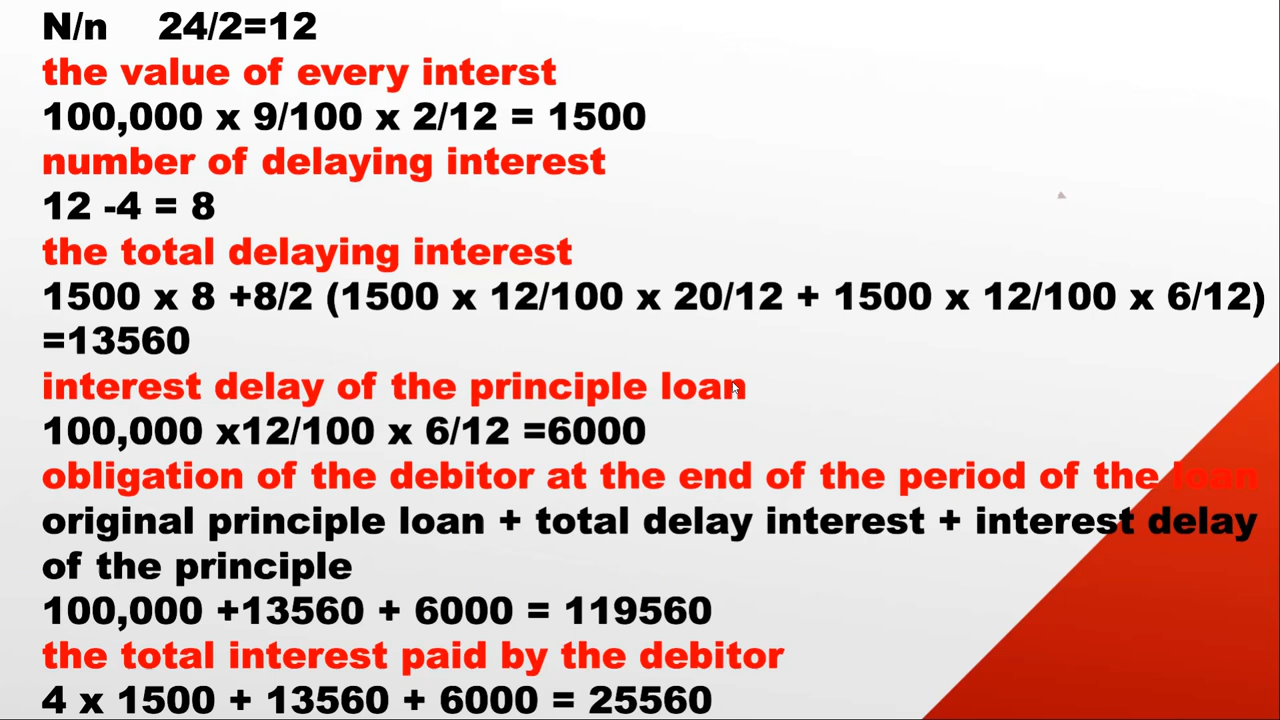 N/n 24/2=12
the value of every interst
100,000 x 9/100 x 2/12 = 1500
number of delaying interest
12 -4 = 8
the total delaying interest
1500 x 8 +8/2 (1500 x 12/100 x 20/12 + 1500 x 12/100 x 6/12)
=13560
interest delay of the principle loan
100,000 x12/100 x 6/12 =6000
obligation of the debitor at the end of the period of the loan
original principle loan + total delay interest + interest delay
of the principle
100,000 +13560 + 6000 = 119560
the total interest paid by the debitor
4 x 1500 + 13560 + 6000 = 25560